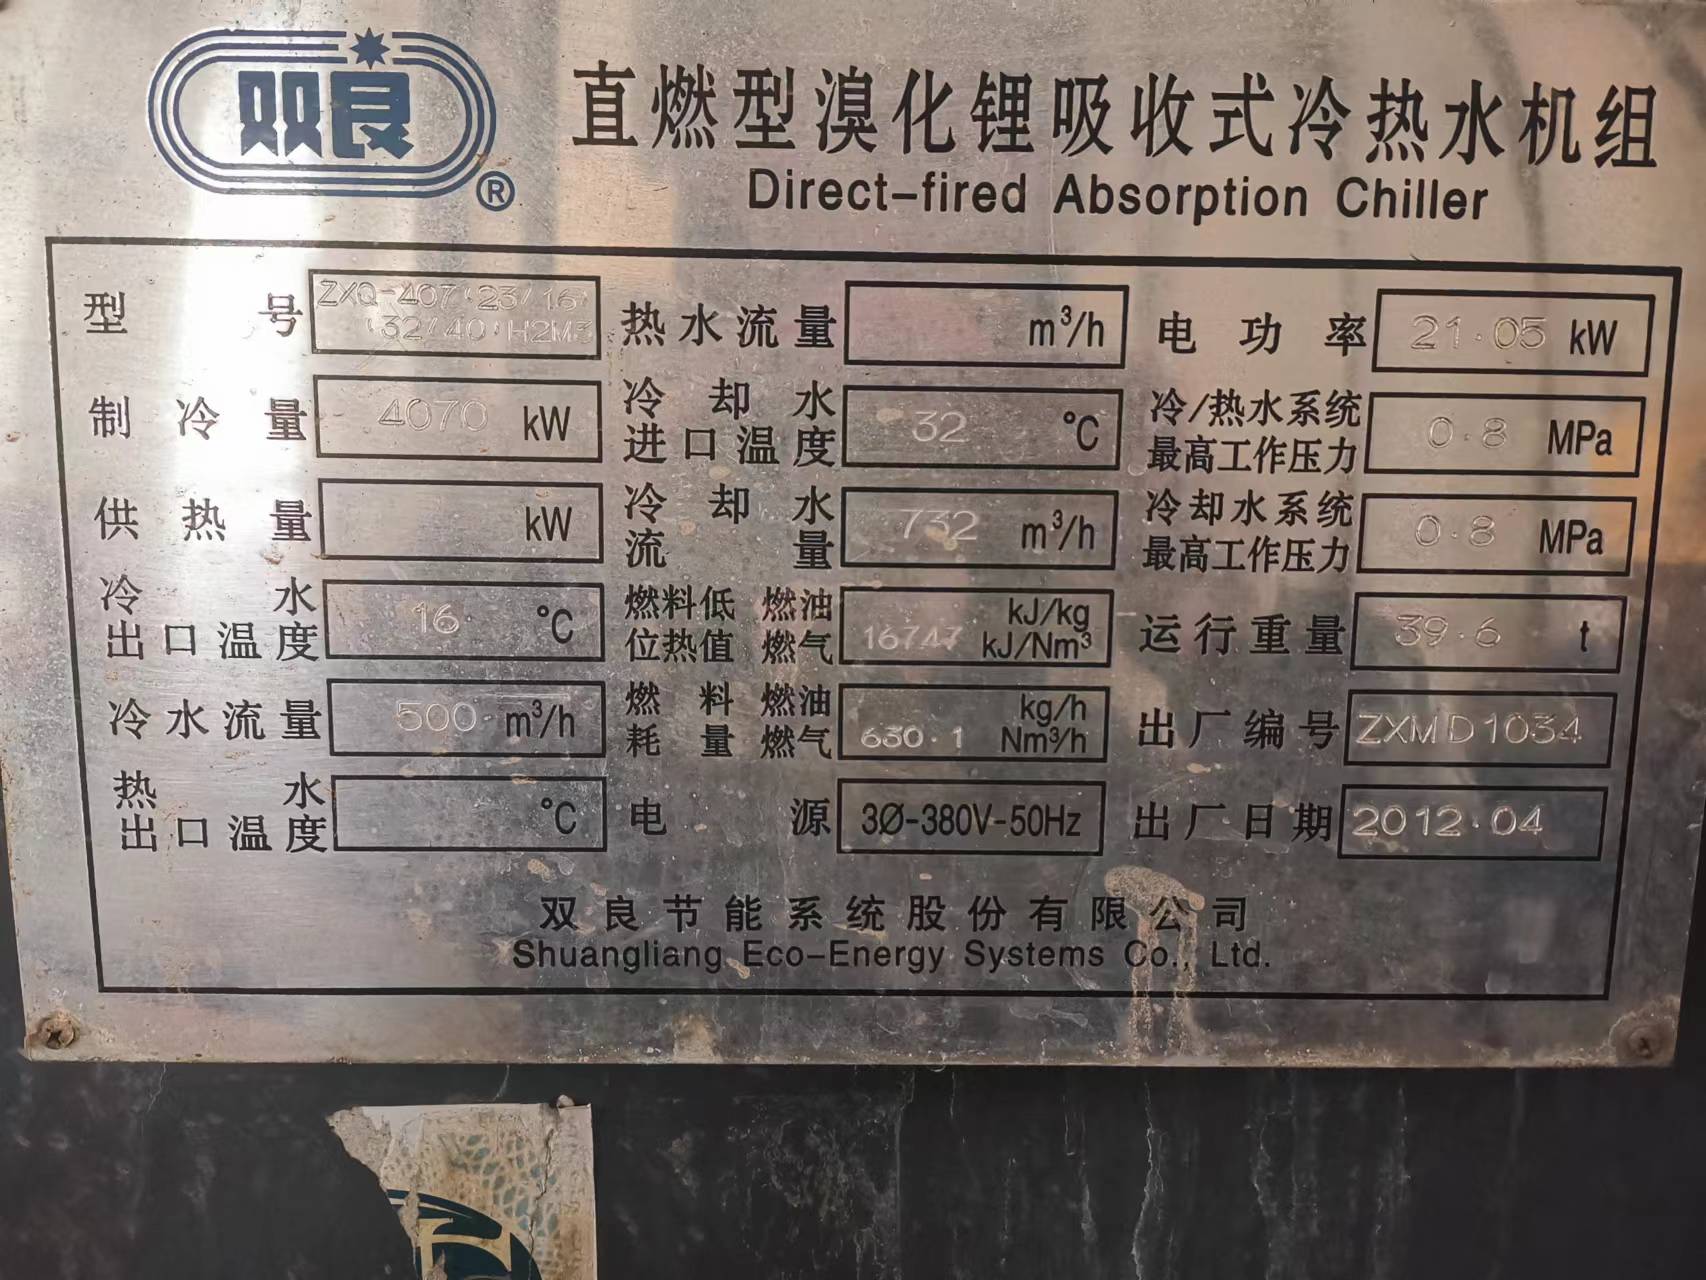 双良®
直燃型溴化锂吸收式冷热水机组
Direct-fired Absorption Chiller
型号 ZXQ-407(23/16)(32/40)H2M3
热水流量 m³/h
电功率 21.05 kW
制冷量 4070 kW
冷却水进口温度 32 °C
冷/热水系统最高工作压力 0.8 MPa
供热量 kW
冷却水流量 732 m³/h
冷却水系统最高工作压力 0.8 MPa
冷水出口温度 16 °C
燃料低位热值 燃油 kJ/kg
燃气 16747 kJ/Nm³
运行重量 39.6 t
冷水流量 500 m³/h
燃料耗量 燃油 kg/h
燃气 630.1 Nm³/h
出厂编号 ZXMD1034
热水出口温度 °C
电源 3Ø-380V-50Hz
出厂日期 2012.04
双良节能系统股份有限公司
Shuangliang Eco-Energy Systems Co., Ltd.